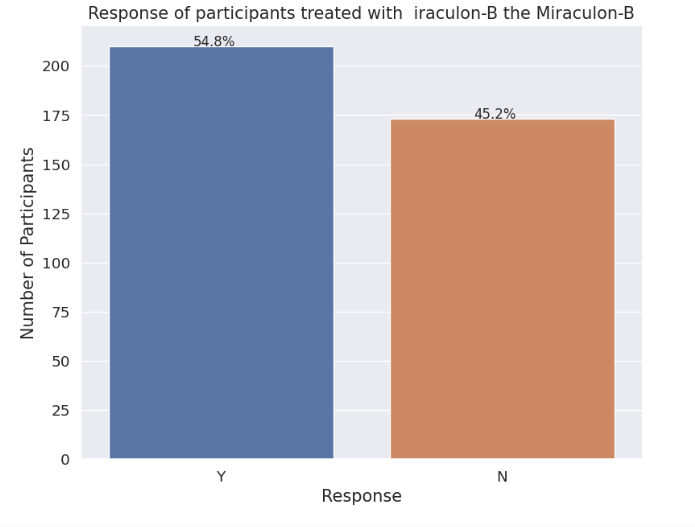 Response of participants treated with  iraculon-B the Miraculon-B
54.8%
45.2%
200
175
150
125
100
75
50
25
0
Number of Participants
Y
N
Response